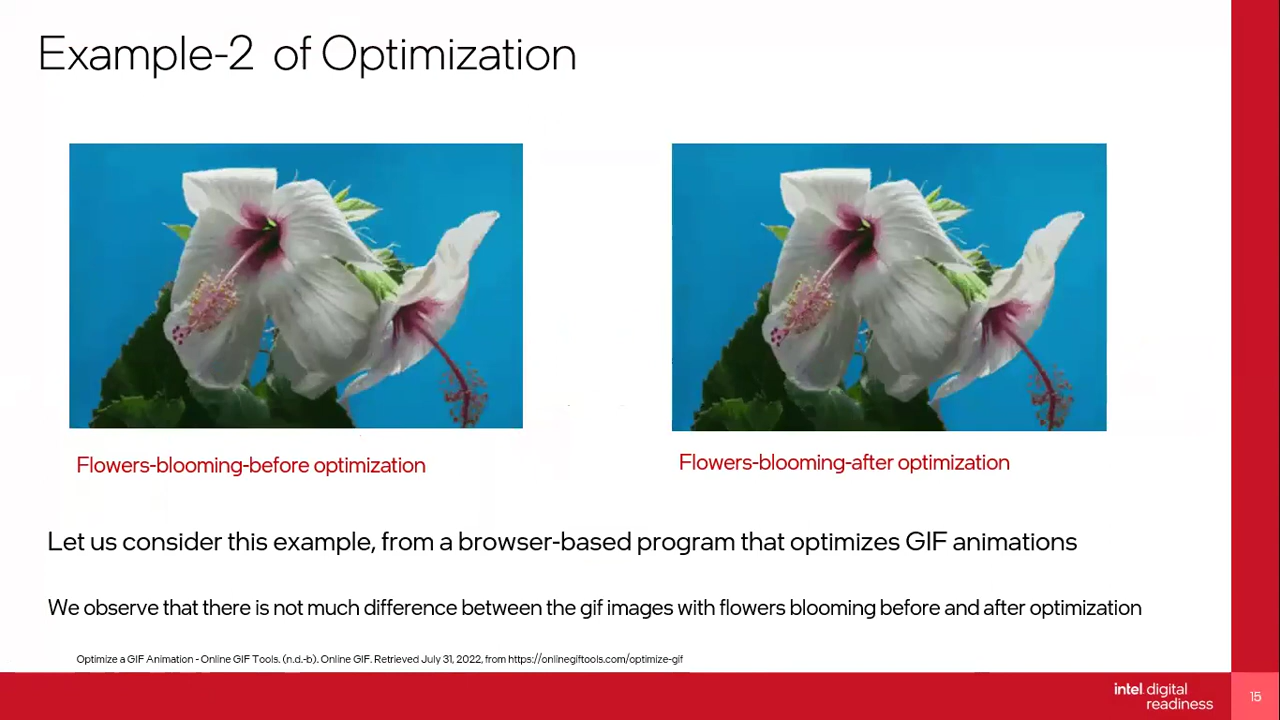 Example-2 of Optimization
Flowers-blooming-before optimization
Flowers-blooming-after optimization
Let us consider this example, from a browser-based program that optimizes GIF animations
We observe that there is not much difference between the gif images with flowers blooming before and after optimization
Optimize a GIF Animation - Online GIF Tools. (n.d.-b). Online GIF. Retrieved July 31, 2022, from https://onlinegiftools.com/optimize-gif
intel digital
readiness
15